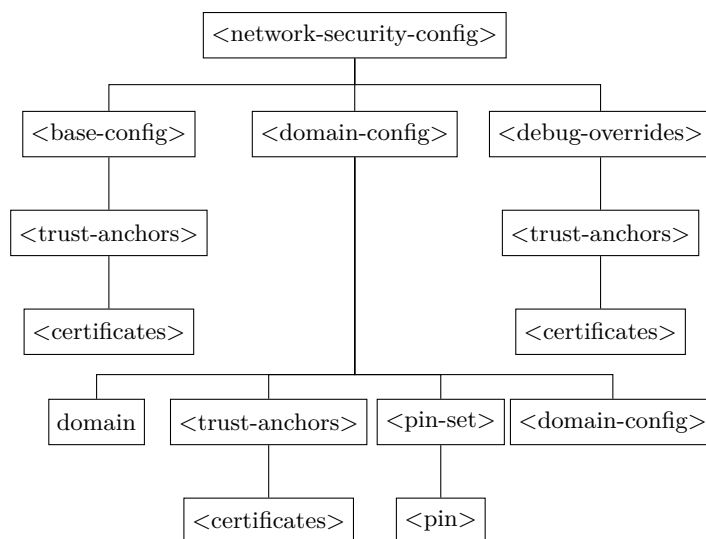 <network-security-config>
<base-config>
<domain-config>
<debug-overrides>
<trust-anchors>
<trust-anchors>
<certificates>
<certificates>
domain
<trust-anchors>
<pin-set>
<domain-config>
<certificates>
<pin>